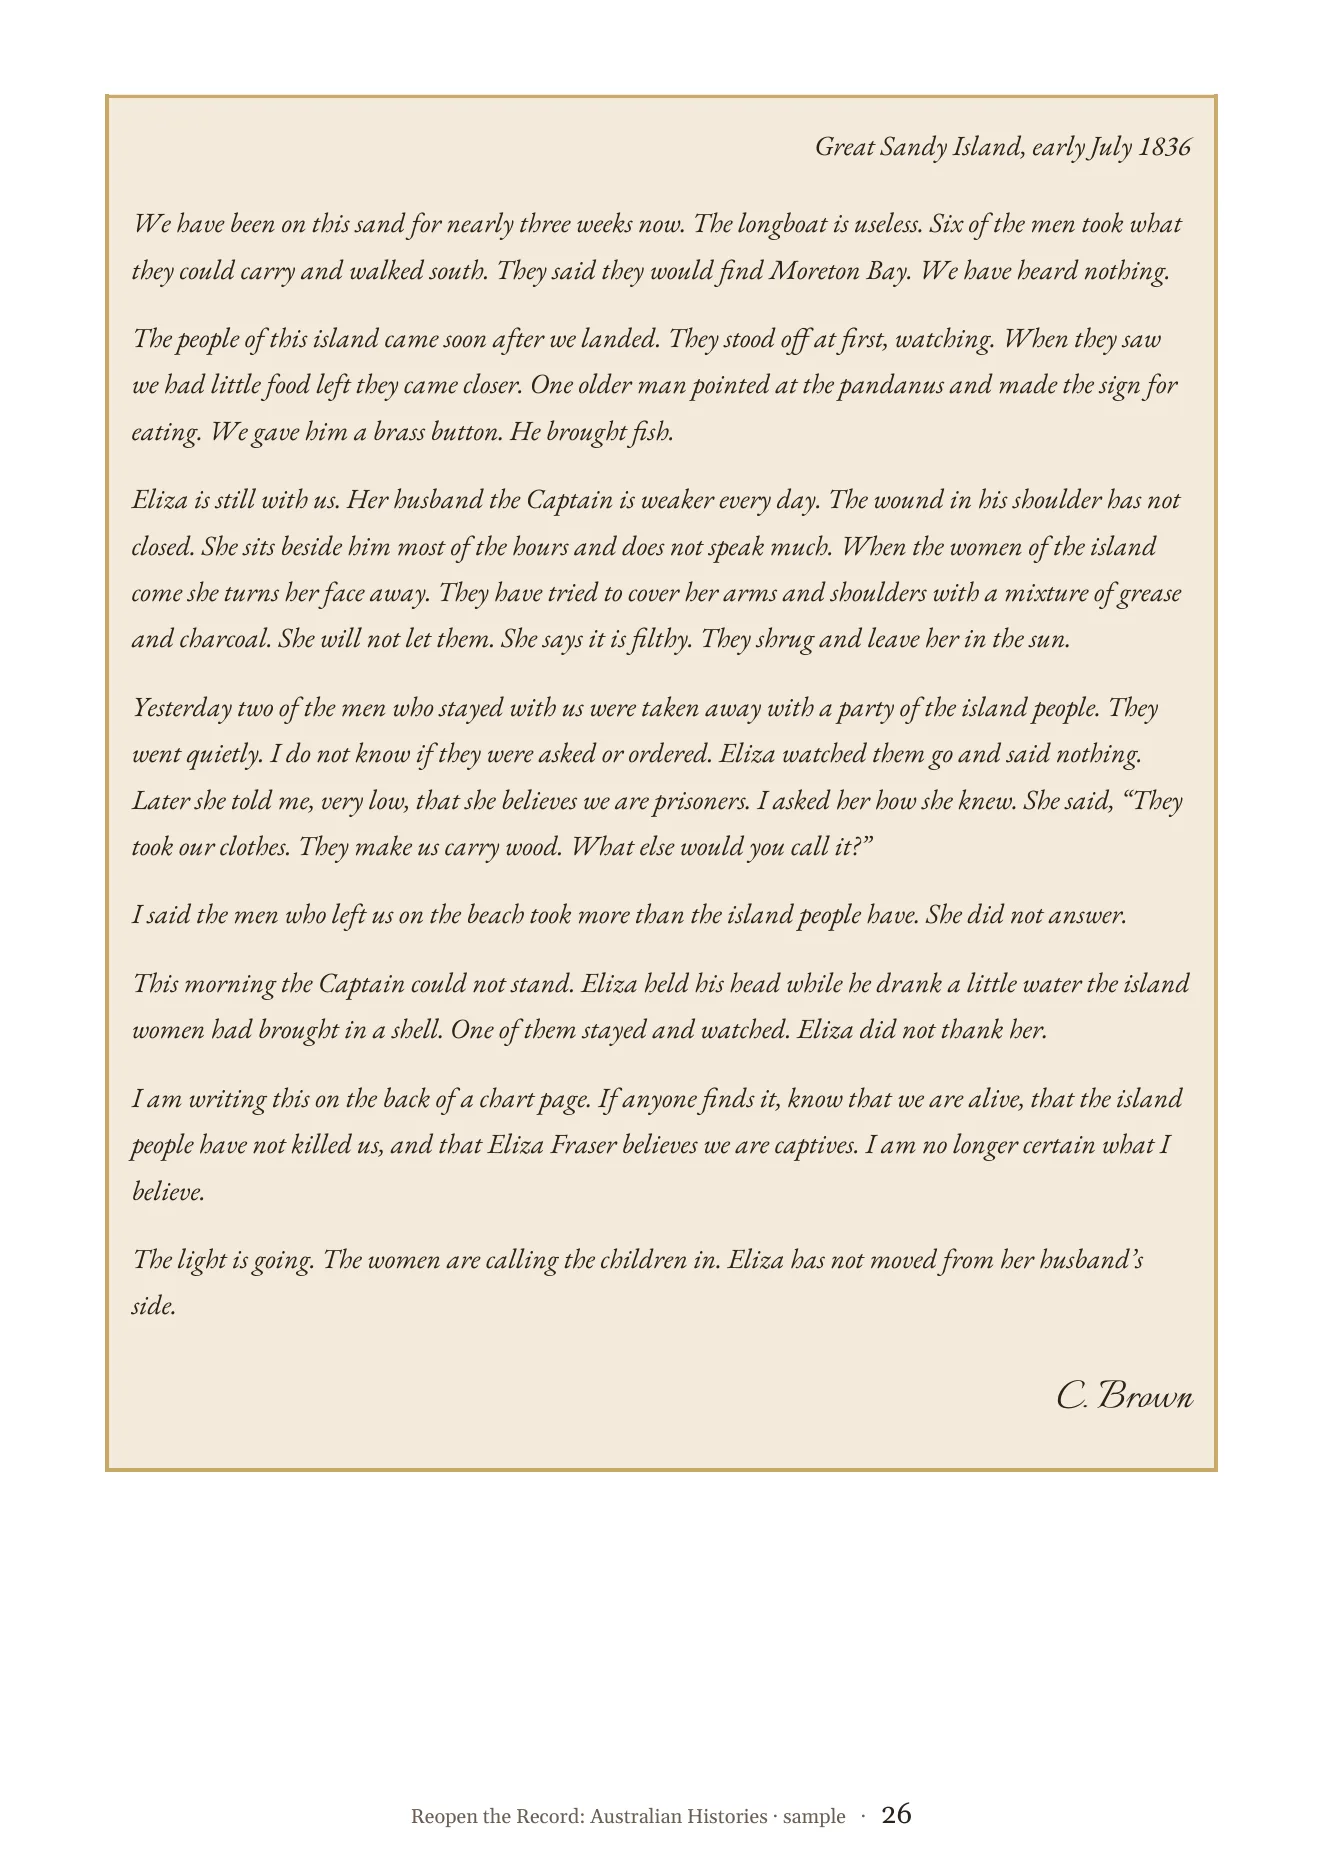 Great Sandy Island, early July 1836
We have been on this sand for nearly three weeks now. The longboat is useless. Six of the men took what
they could carry and walked south. They said they would find Moreton Bay. We have heard nothing.
The people of this island came soon after we landed. They stood off at first, watching. When they saw
we had little food left they came closer. One older man pointed at the pandanus and made the sign for
eating. We gave him a brass button. He brought fish.
Eliza is still with us. Her husband the Captain is weaker every day. The wound in his shoulder has not
closed. She sits beside him most of the hours and does not speak much. When the women of the island
come she turns her face away. They have tried to cover her arms and shoulders with a mixture of grease
and charcoal. She will not let them. She says it is filthy. They shrug and leave her in the sun.
Yesterday two of the men who stayed with us were taken away with a party of the island people. They
went quietly. I do not know if they were asked or ordered. Eliza watched them go and said nothing.
Later she told me, very low, that she believes we are prisoners. I asked her how she knew. She said, “They
took our clothes. They make us carry wood. What else would you call it?”
I said the men who left us on the beach took more than the island people have. She did not answer.
This morning the Captain could not stand. Eliza held his head while he drank a little water the island
women had brought in a shell. One of them stayed and watched. Eliza did not thank her.
I am writing this on the back of a chart page. If anyone finds it, know that we are alive, that the island
people have not killed us, and that Eliza Fraser believes we are captives. I am no longer certain what I
believe.
The light is going. The women are calling the children in. Eliza has not moved from her husband’s
side.
C. Brown
Reopen the Record: Australian Histories · sample · 26